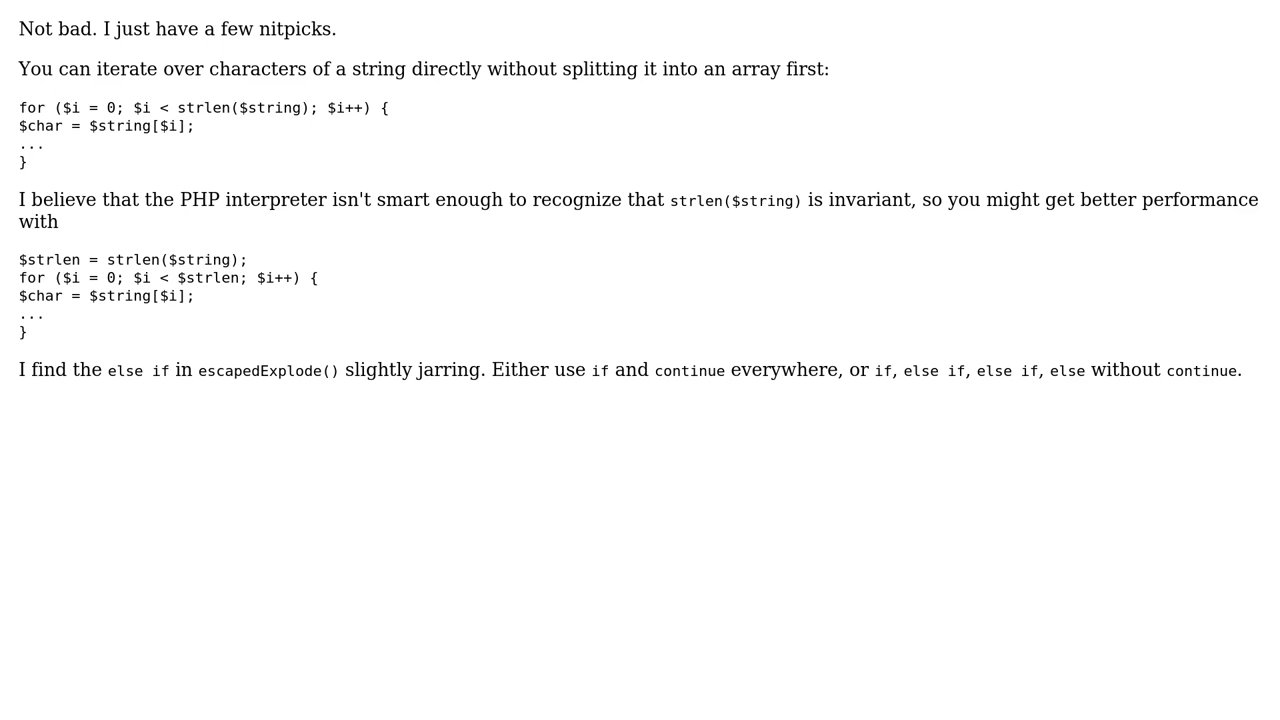 Not bad. I just have a few nitpicks.
You can iterate over characters of a string directly without splitting it into an array first:
for ($i = 0; $i < strlen($string); $i++) {
$char = $string[$i];
...
}
I believe that the PHP interpreter isn't smart enough to recognize that strlen($string) is invariant, so you might get better performance
with
$strlen = strlen($string);
for ($i = 0; $i < $strlen; $i++) {
$char = $string[$i];
...
}
I find the else if in escapedExplode() slightly jarring. Either use if and continue everywhere, or if, else if, else if, else without continue.